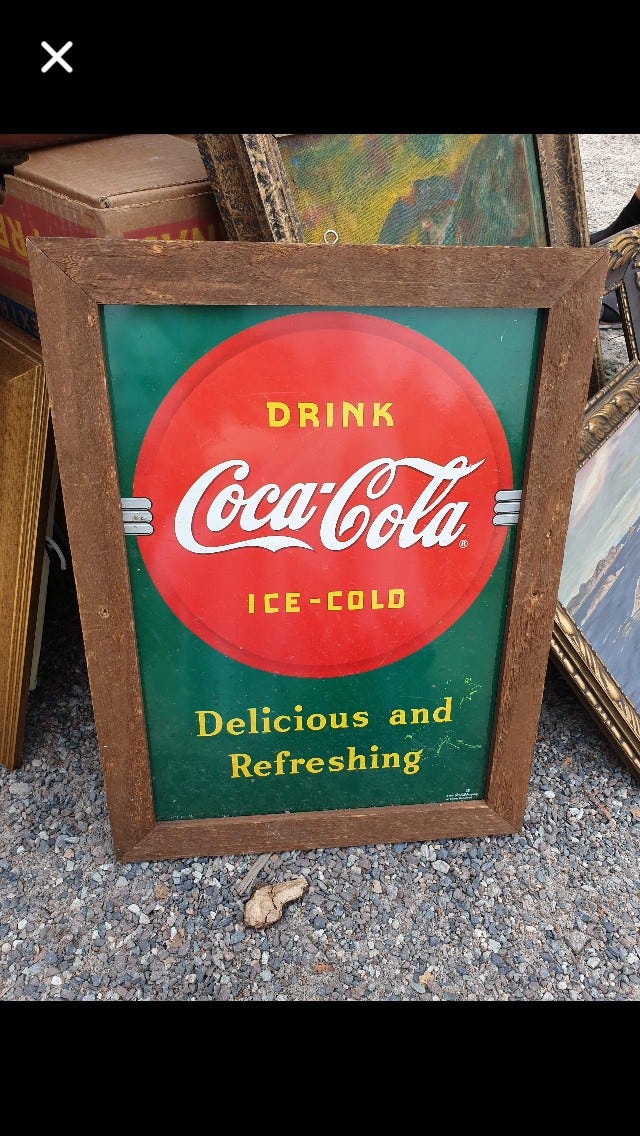 DRINK
Coca-Cola®
ICE-COLD
Delicious and
Refreshing